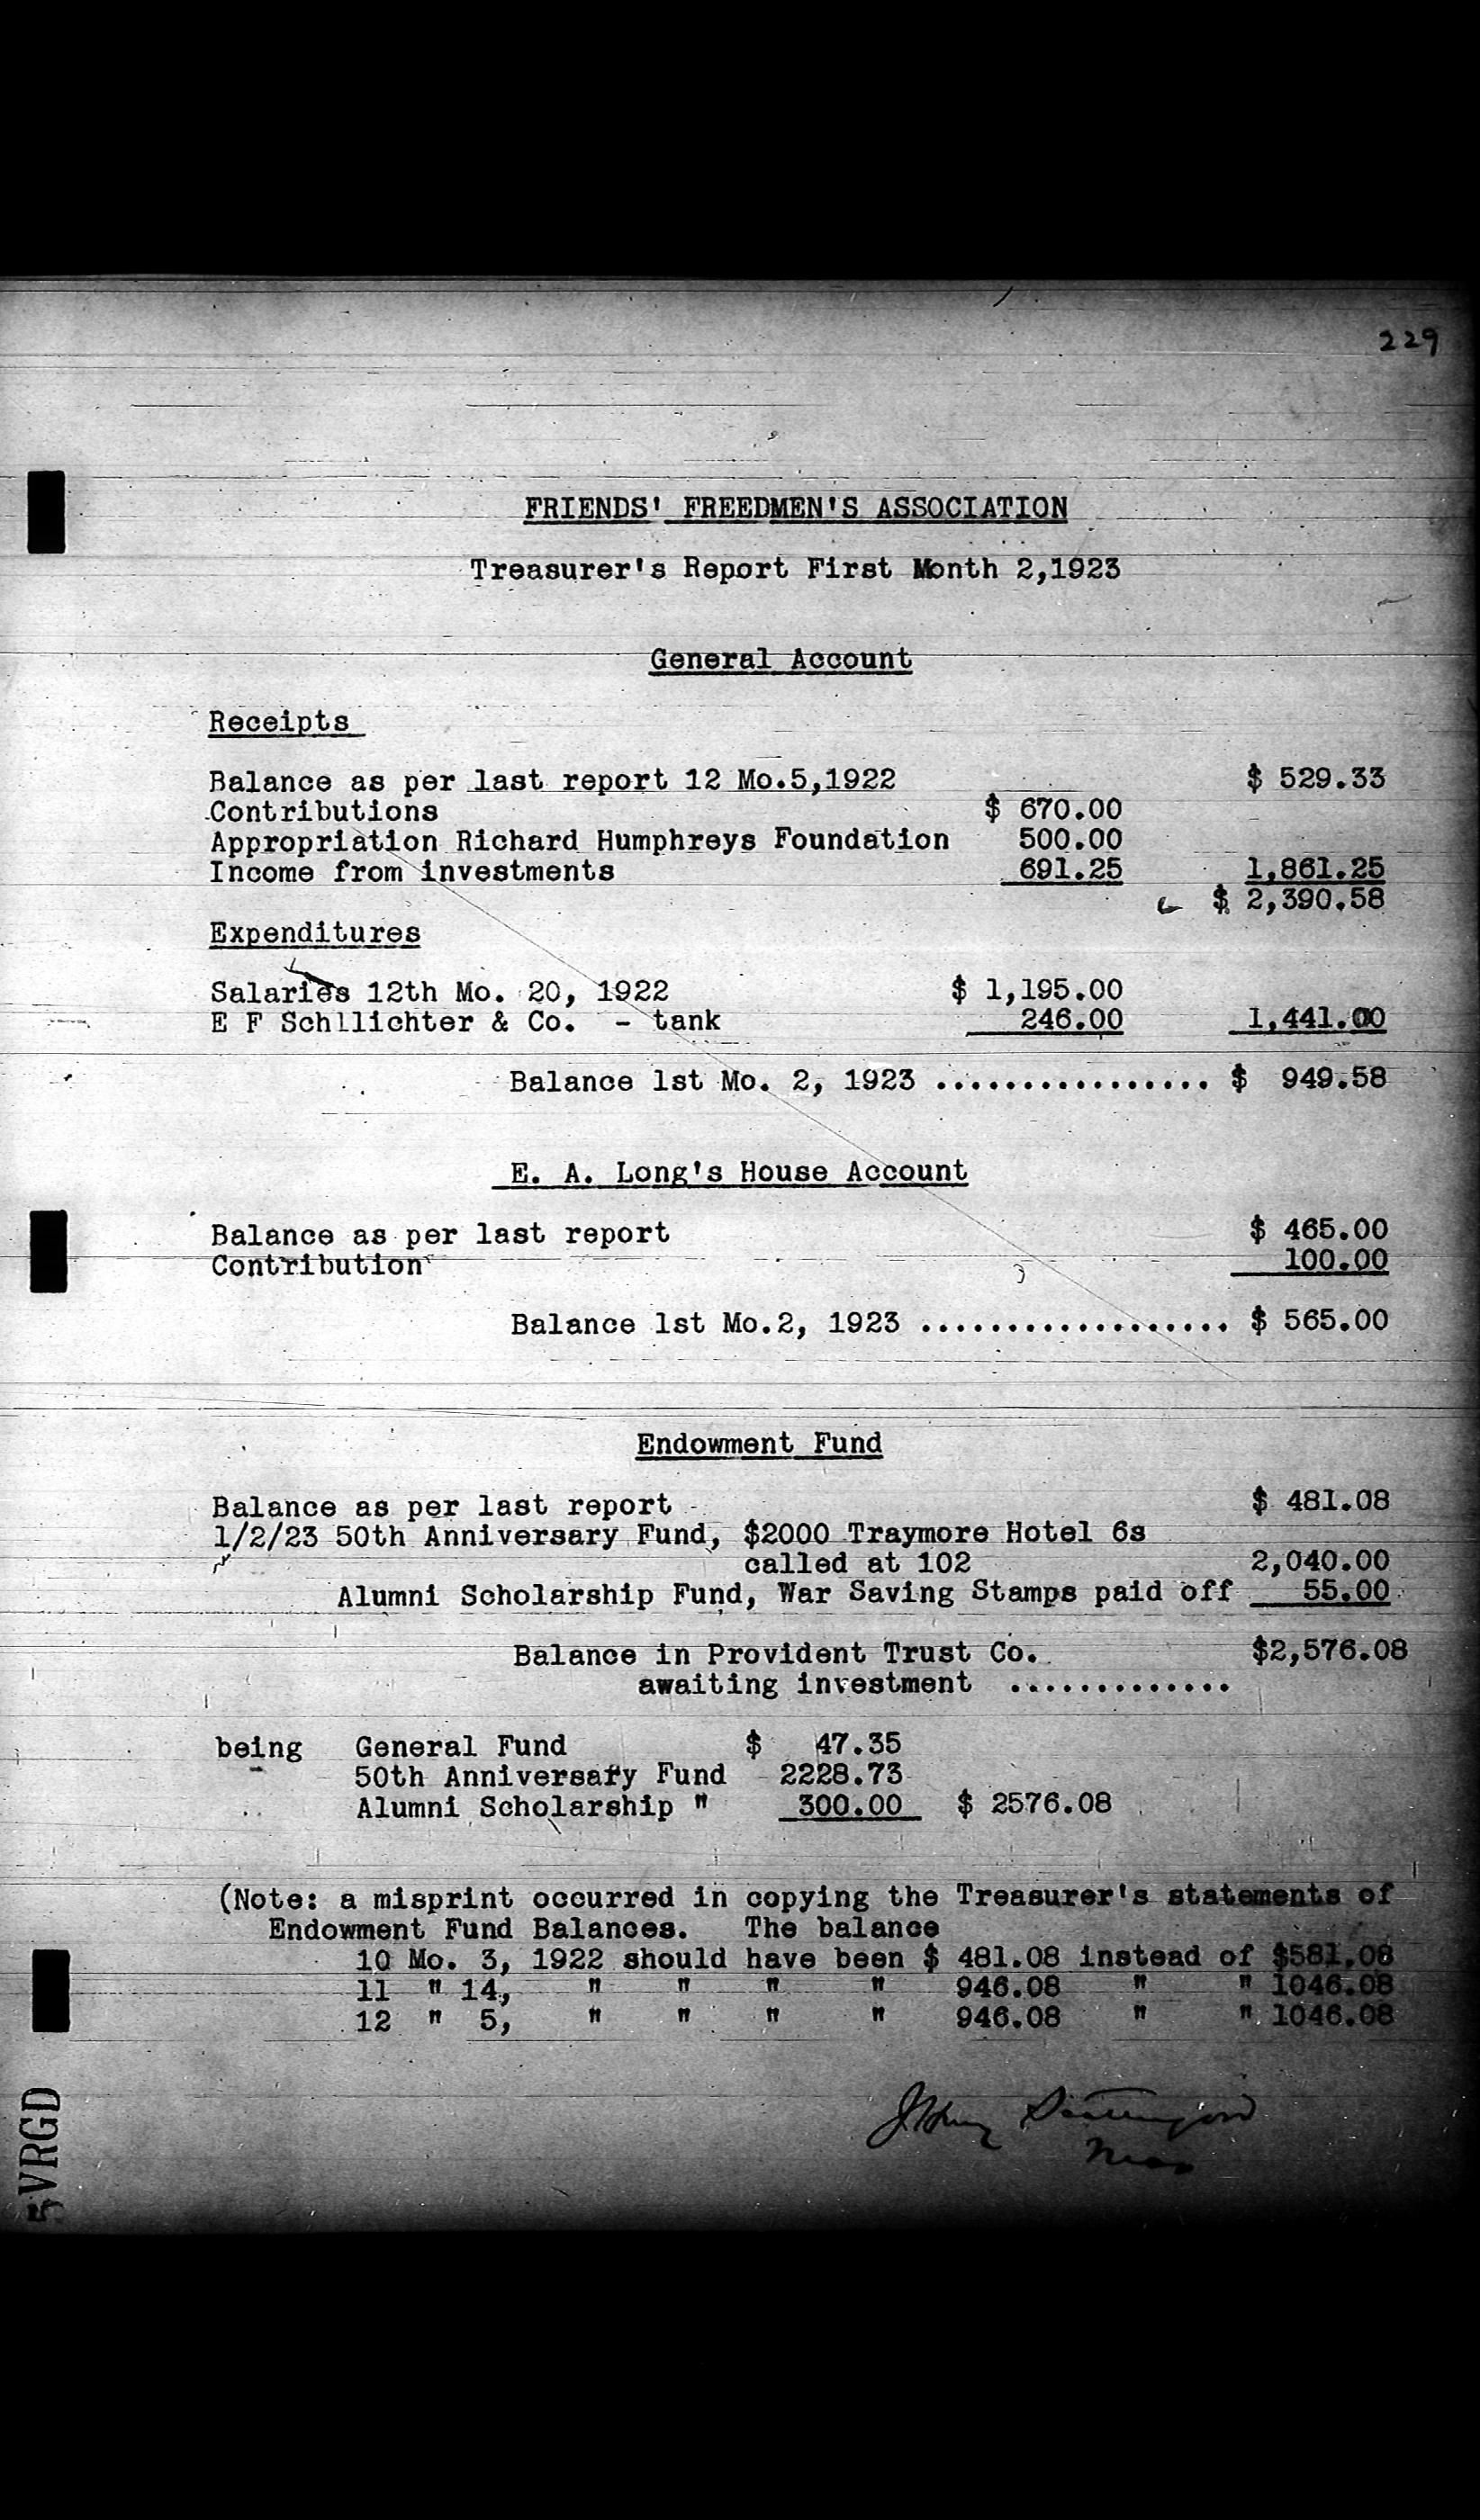 229
FRIENDS' FREEDMEN'S ASSOCIATION
Treasurer's Report First Month 2,1923
General Account
Receipts
Balance as per last report 12 Mo.5,1922 $ 529.33
Contributions $ 670.00
Appropriation Richard Humphreys Foundation 500.00
Income from investments 691.25 1,861.25
$ 2,390.58
Expenditures
Salaries 12th Mo. 20, 1922 $ 1,195.00
E F Schllichter & Co. - tank 246.00 1,441.00
Balance 1st Mo. 2, 1923 ................ $ 949.58
E. A. Long's House Account
Balance as per last report $ 465.00
Contribution 100.00
Balance 1st Mo.2, 1923 .................. $ 565.00
Endowment Fund
Balance as per last report $ 481.08
1/2/23 50th Anniversary Fund, $2000 Traymore Hotel 6s
called at 102 2,040.00
Alumni Scholarship Fund, War Saving Stamps paid off 55.00
Balance in Provident Trust Co. $2,576.08
awaiting investment .............
being General Fund $ 47.35
50th Anniversary Fund 2228.73
Alumni Scholarship " 300.00 $ 2576.08
(Note: a misprint occurred in copying the Treasurer's statements of
Endowment Fund Balances. The balance
10 Mo. 3, 1922 should have been $ 481.08 instead of $581.08
11 " 14, " " " " 946.08 " " 1046.08
12 " 5, " " " " 946.08 " " 1046.08
Treas
5VRGD